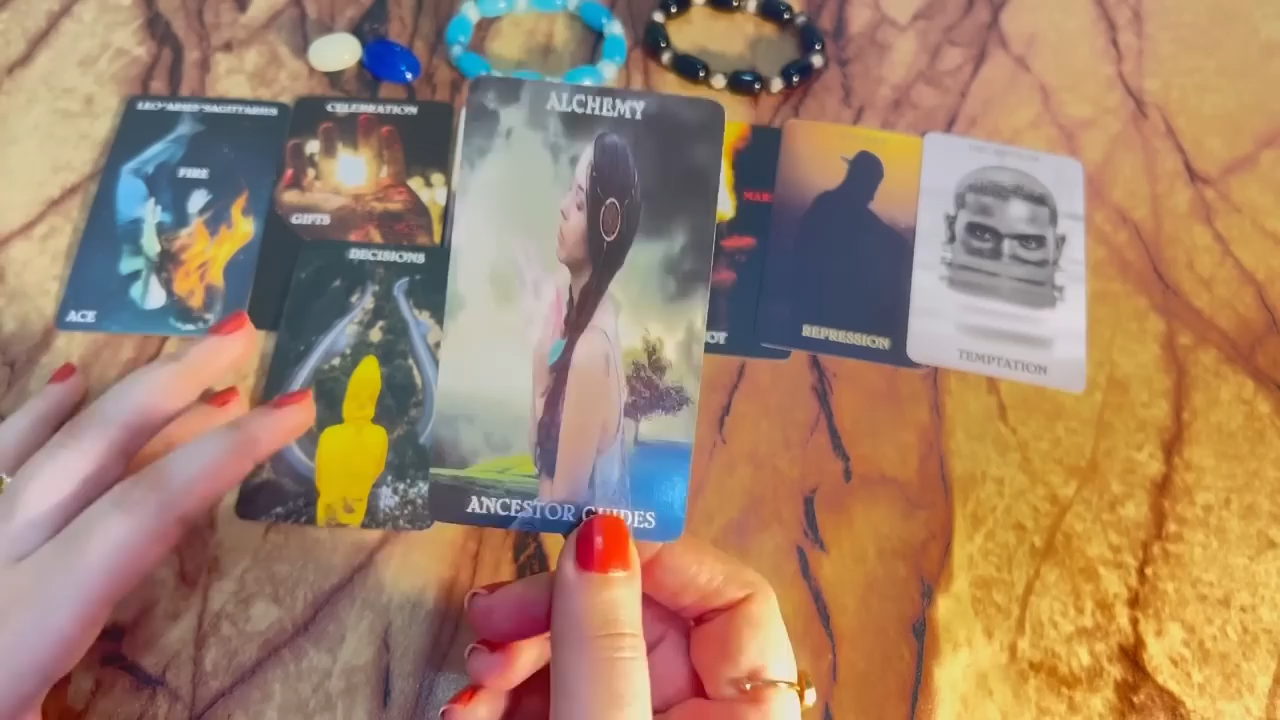 LEO ARIES SAGITTARIUS
FIRE
ACE
CELEBRATION
GIFTS
DECISIONS
ALCHEMY
ANCESTOR GUIDES
REPRESSION
TEMPTATION